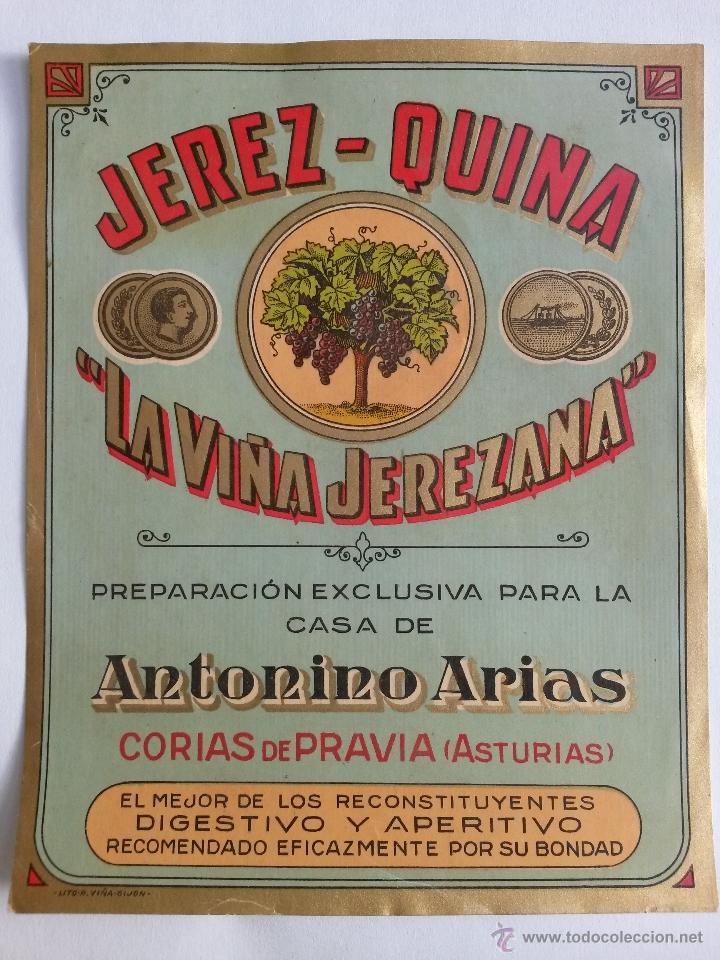 JEREZ-QUINA
"LA VIÑA JEREZANA"
PREPARACIÓN EXCLUSIVA PARA LA
CASA DE
Antonino Arias
CORIAS DE PRAVIA (ASTURIAS)
EL MEJOR DE LOS RECONSTITUYENTES
DIGESTIVO Y APERITIVO
RECOMENDADO EFICAZMENTE POR SU BONDAD
-LITO-R. VIÑA-GIJON-
www.todocoleccion.net